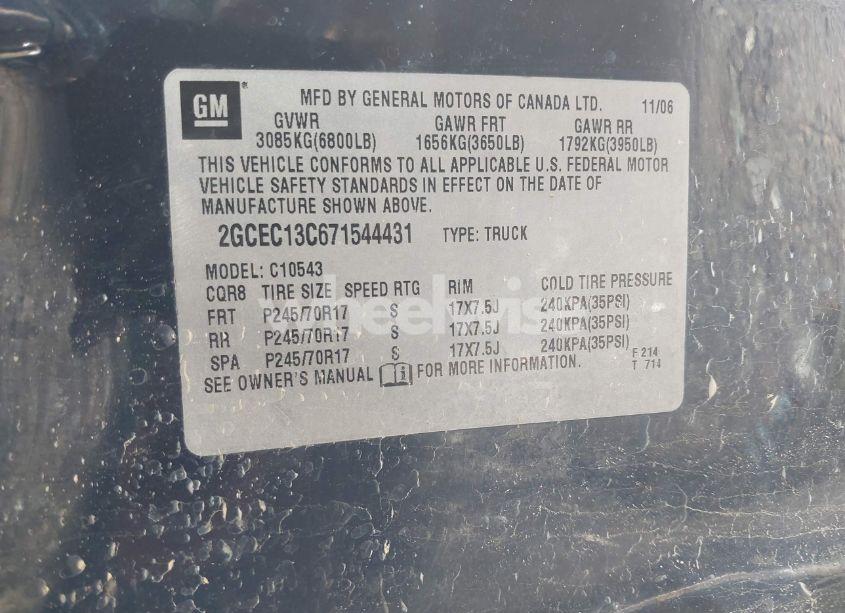 GM
MFD BY GENERAL MOTORS OF CANADA LTD. 11/06
GVWR GAWR FRT GAWR RR
3085KG(6800LB) 1656KG(3650LB) 1792KG(3950LB)
THIS VEHICLE CONFORMS TO ALL APPLICABLE U.S. FEDERAL MOTOR
VEHICLE SAFETY STANDARDS IN EFFECT ON THE DATE OF
MANUFACTURE SHOWN ABOVE.
2GCEC13C671544431 TYPE: TRUCK
MODEL: C10543
CQR8 TIRE SIZE SPEED RTG RIM COLD TIRE PRESSURE
FRT P245/70R17 S 17X7.5J 240KPA(35PSI)
RR P245/70R17 S 17X7.5J 240KPA(35PSI)
SPA P245/70R17 S 17X7.5J 240KPA(35PSI)
F 214
SEE OWNER'S MANUAL FOR MORE INFORMATION. T 714